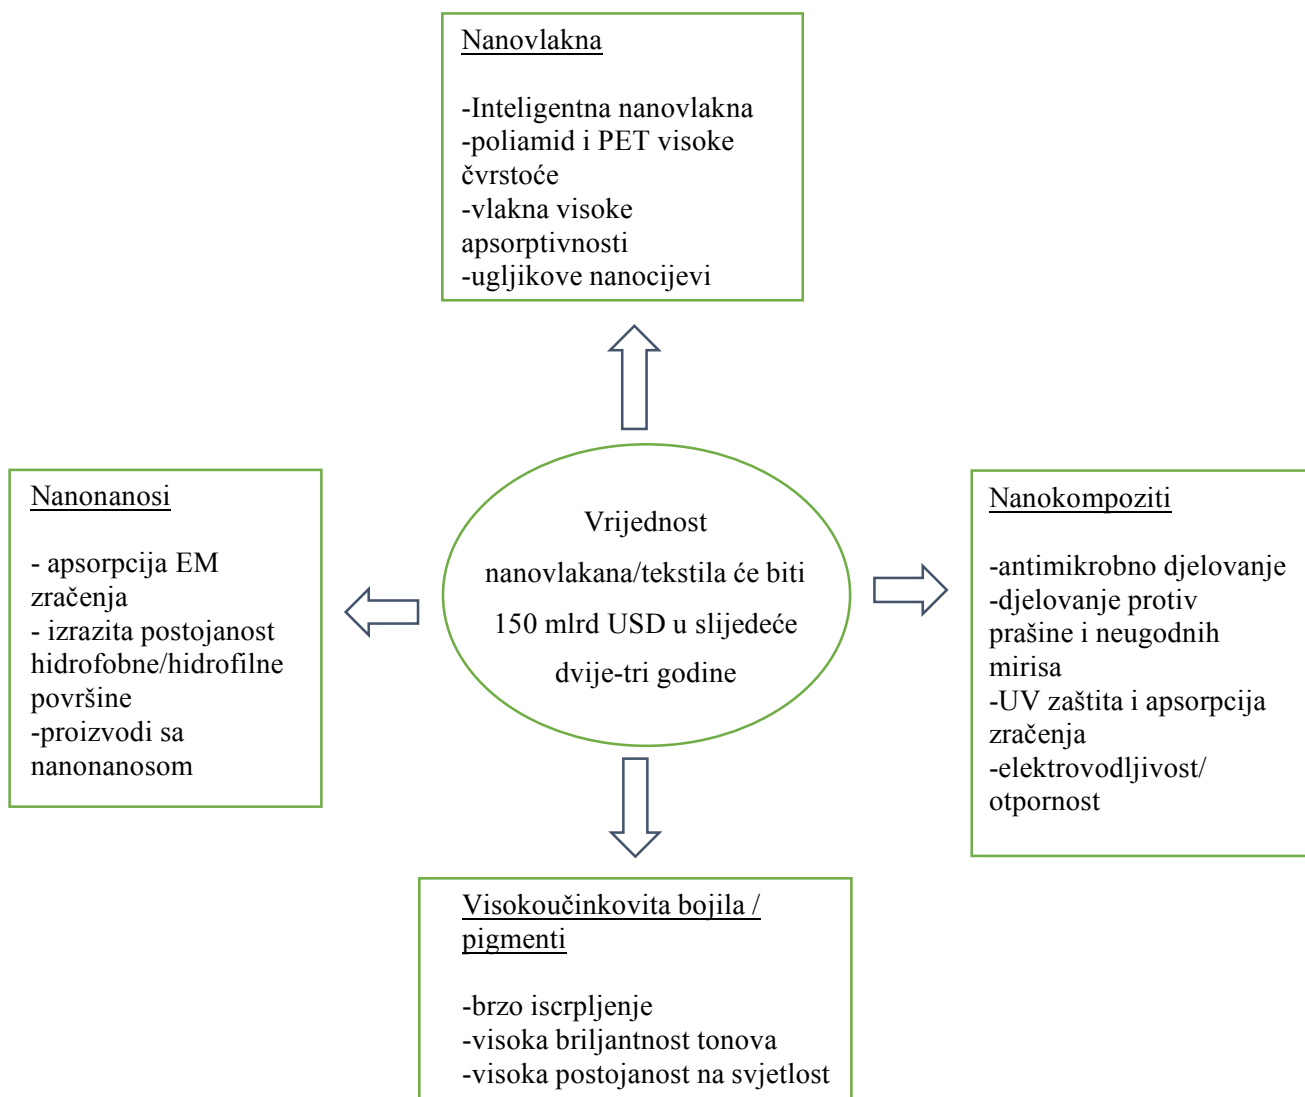 Nanovlakna
-Inteligentna nanovlakna
-poliamid i PET visoke
čvrstoće
-vlakna visoke
apsorptivnosti
-ugljikove nanocijevi
Nanonanosi
- apsorpcija EM
zračenja
- izrazita postojanost
hidrofobne/hidrofilne
površine
-proizvodi sa
nanonanosom
Vrijednost
nanovlakana/tekstila će biti
150 mlrd USD u slijedeće
dvije-tri godine
Nanokompoziti
-antimikrobno djelovanje
-djelovanje protiv
prašine i neugodnih
mirisa
-UV zaštita i apsorpcija
zračenja
-elektrovodljivost/
otpornost
Visokoučinkovita bojila /
pigmenti
-brzo iscrpljenje
-visoka briljantnost tonova
-visoka postojanost na svjetlost